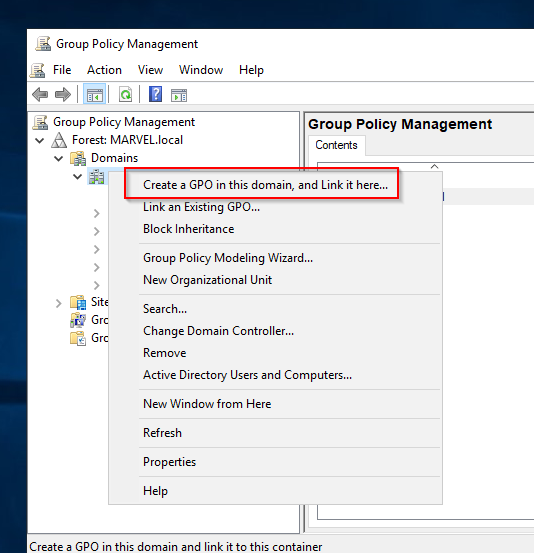 Group Policy Management
File Action View Window Help
Group Policy Management
Forest: MARVEL.local
Domains
Site
Gro
Gro
Group Policy Management
Contents
Create a GPO in this domain, and Link it here...
Link an Existing GPO...
Block Inheritance
Group Policy Modeling Wizard...
New Organizational Unit
Search...
Change Domain Controller...
Remove
Active Directory Users and Computers...
New Window from Here
Refresh
Properties
Help
Create a GPO in this domain and link it to this container